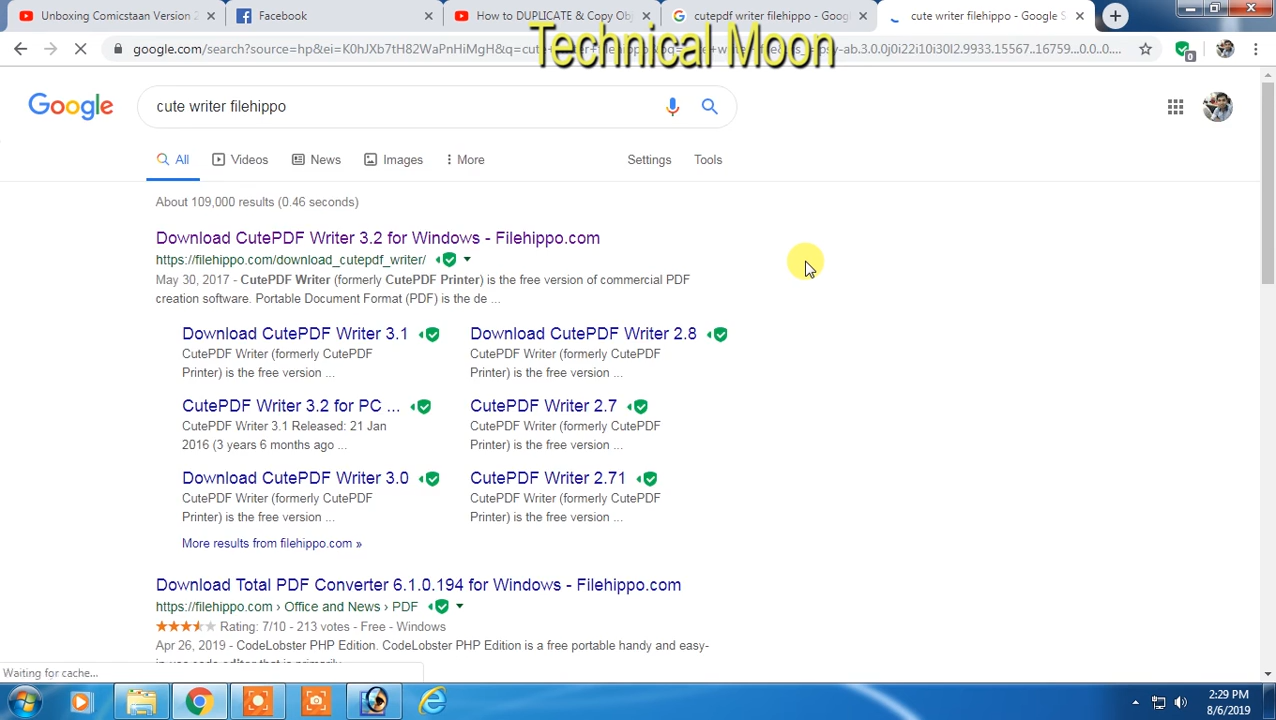 Unboxing Comicstaan Version 2
Facebook
How to DUPLICATE & Copy Obj
cutepdf writer filehippo - Goog
cute writer filehippo - Google S
Technical Moon
Google
cute writer filehippo
All
Videos
News
Images
More
Settings
Tools
About 109,000 results (0.46 seconds)
Download CutePDF Writer 3.2 for Windows - Filehippo.com
https://filehippo.com/download_cutepdf_writer/
May 30, 2017 - CutePDF Writer (formerly CutePDF Printer) is the free version of commercial PDF
creation software. Portable Document Format (PDF) is the de ...
Download CutePDF Writer 3.1
CutePDF Writer (formerly CutePDF
Printer) is the free version ...
Download CutePDF Writer 2.8
CutePDF Writer (formerly CutePDF
Printer) is the free version ...
CutePDF Writer 3.2 for PC ...
CutePDF Writer 3.1 Released: 21 Jan
2016 (3 years 6 months ago ...
CutePDF Writer 2.7
CutePDF Writer (formerly CutePDF
Printer) is the free version ...
Download CutePDF Writer 3.0
CutePDF Writer (formerly CutePDF
Printer) is the free version ...
CutePDF Writer 2.71
CutePDF Writer (formerly CutePDF
Printer) is the free version ...
More results from filehippo.com »
Download Total PDF Converter 6.1.0.194 for Windows - Filehippo.com
https://filehippo.com › Office and News › PDF
Rating: 7/10 - 213 votes - Free - Windows
Apr 26, 2019 - CodeLobster PHP Edition. CodeLobster PHP Edition is a free portable handy and easy-
Waiting for cache...
2:29 PM
8/6/2019